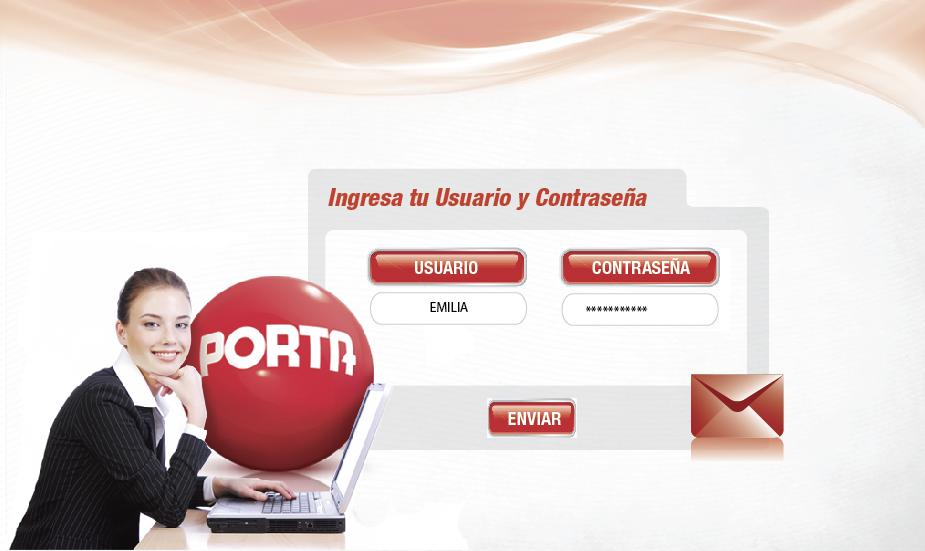 Ingresa tu Usuario y Contraseña
USUARIO
CONTRASEÑA
EMILIA
***********
PORTA
ENVIAR